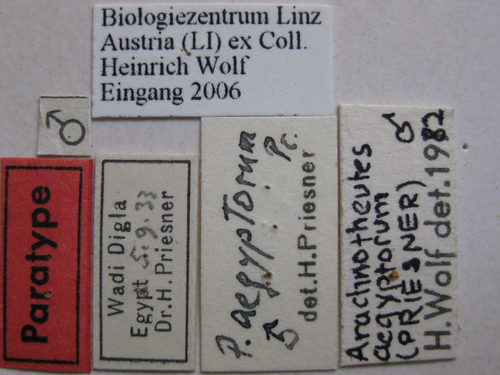 Biologiezentrum Linz
Austria (LI) ex Coll.
Heinrich Wolf
Eingang 2006
♂
Paratype
Wadi Digla
Egypt 5.9.33
Dr.H.Priesner
P. aegyptorum
♂ Pr.
det.H.Priesner
Arachnotheutes
aegyptorum
(PRIESNER) ♂
H.Wolf det.1982